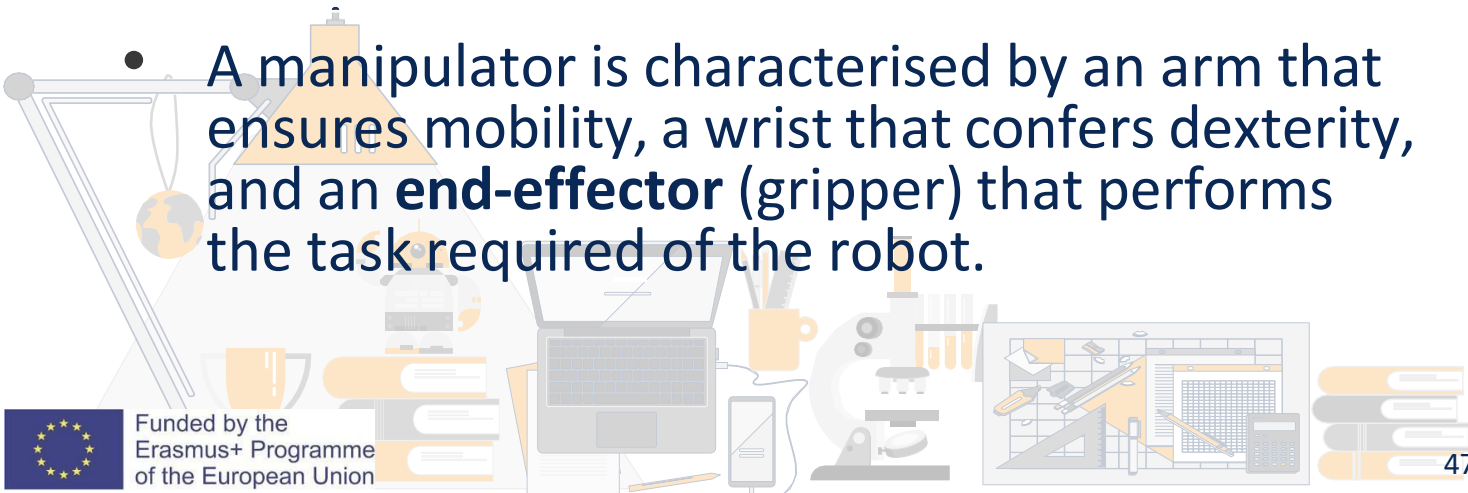 • A manipulator is characterised by an arm that
ensures mobility, a wrist that confers dexterity,
and an end-effector (gripper) that performs
the task required of the robot.
Funded by the
Erasmus+ Programme
of the European Union
47